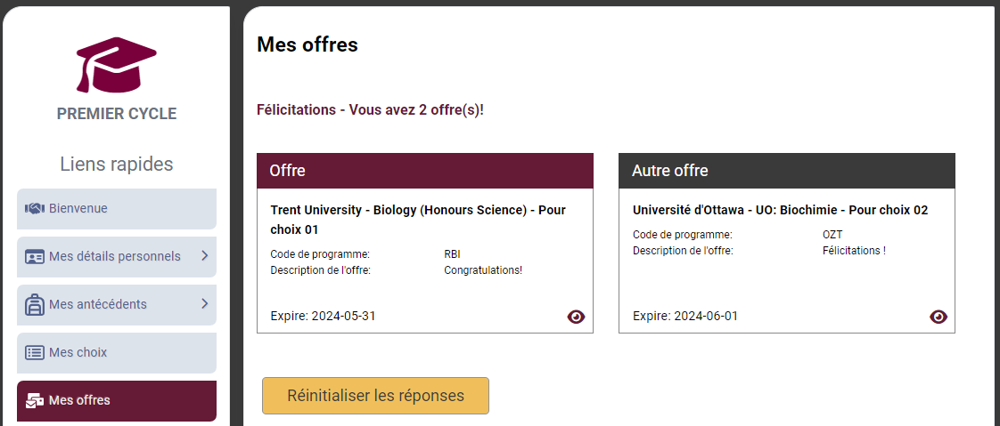 PREMIER CYCLE
Liens rapides
Bienvenue
Mes détails personnels
Mes antécédents
Mes choix
Mes offres
Mes offres
Félicitations - Vous avez 2 offre(s)!
Offre
Trent University - Biology (Honours Science) - Pour
choix 01
Code de programme: RBI
Description de l'offre: Congratulations!
Expire: 2024-05-31
Autre offre
Université d'Ottawa - UO: Biochimie - Pour choix 02
Code de programme: OZT
Description de l'offre: Félicitations !
Expire: 2024-06-01
Réinitialiser les réponses